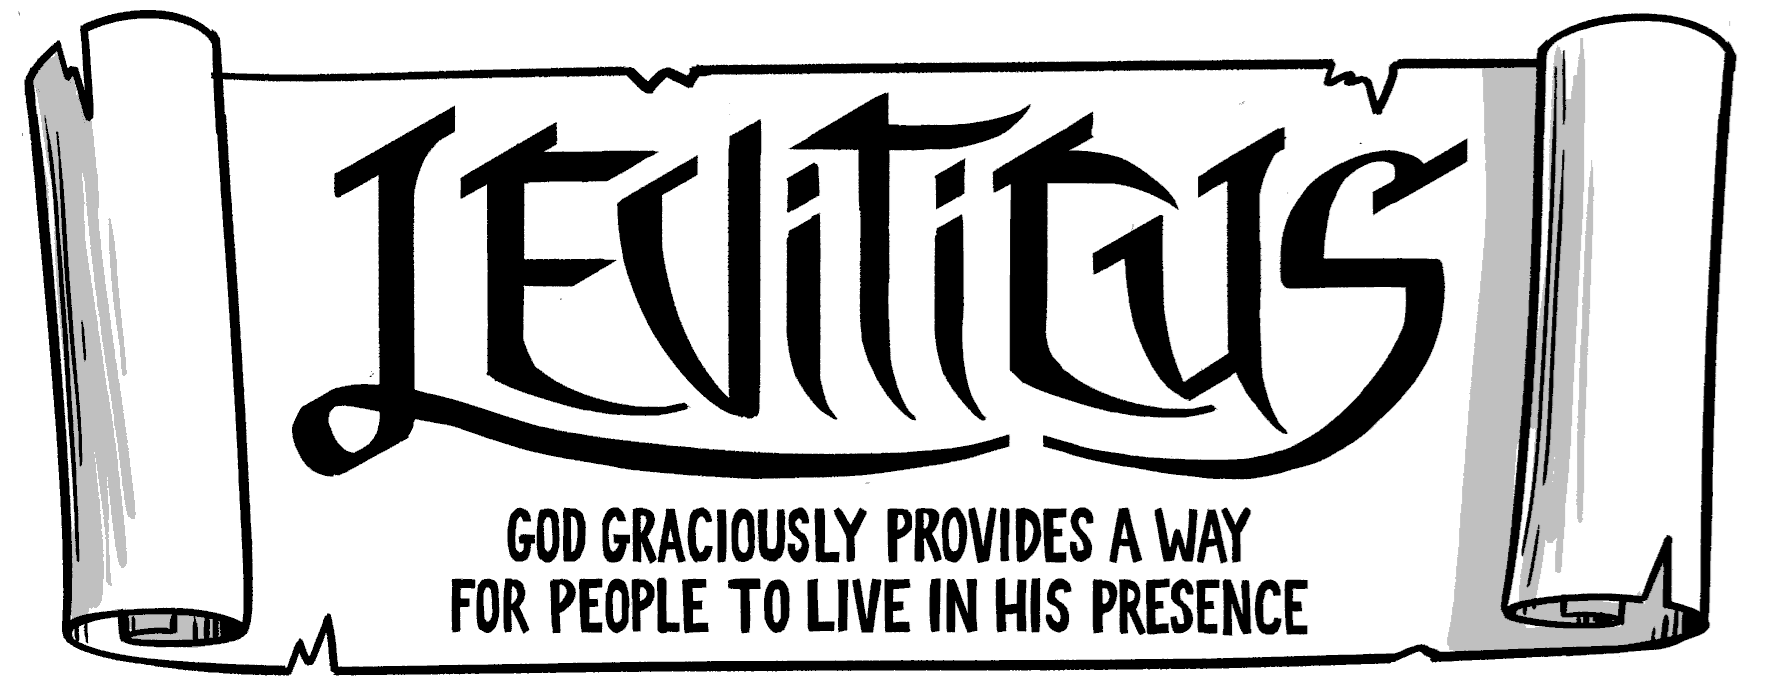 LEViTiCUS
GOD GRACIOUSLY PROVIDES A WAY
FOR PEOPLE TO LIVE IN HIS PRESENCE